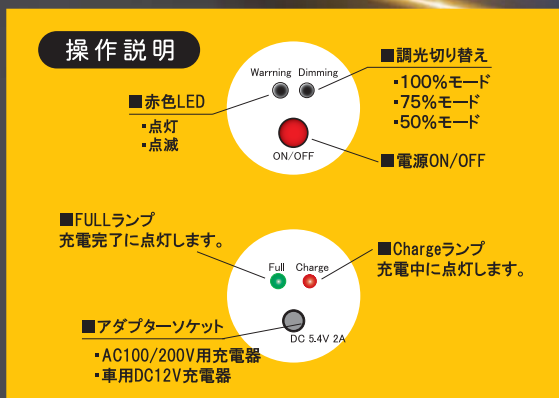 操作説明
Warrning Dimming
■調光切り替え
▪100%モード
▪75%モード
▪50%モード
■赤色LED
▪点灯
▪点滅
ON/OFF
■電源ON/OFF
■FULLランプ
充電完了に点灯します。
Full Charge
■Chargeランプ
充電中に点灯します。
■アダプターソケット
DC 5.4V 2A
▪AC100/200V用充電器
▪車用DC12V充電器